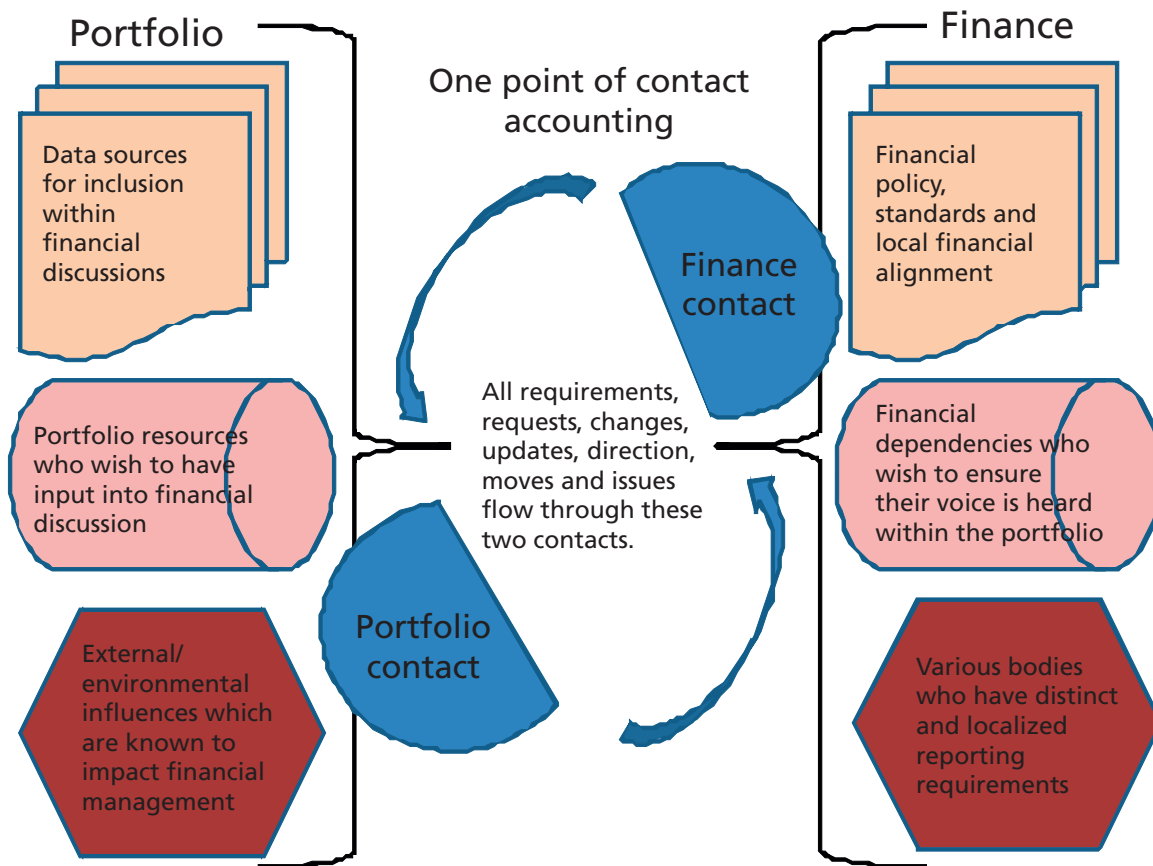 Portfolio
Data sources
for inclusion
within
financial
discussions
Portfolio resources
who wish to have
input into financial
discussion
External/
environmental
influences which
are known to
impact financial
management
One point of contact
accounting
Finance
contact
All requirements,
requests, changes,
updates, direction,
moves and issues
flow through these
two contacts.
Portfolio
contact
Finance
Financial
policy,
standards and
local financial
alignment
Financial
dependencies who
wish to ensure
their voice is heard
within the portfolio
Various bodies
who have distinct
and localized
reporting
requirements